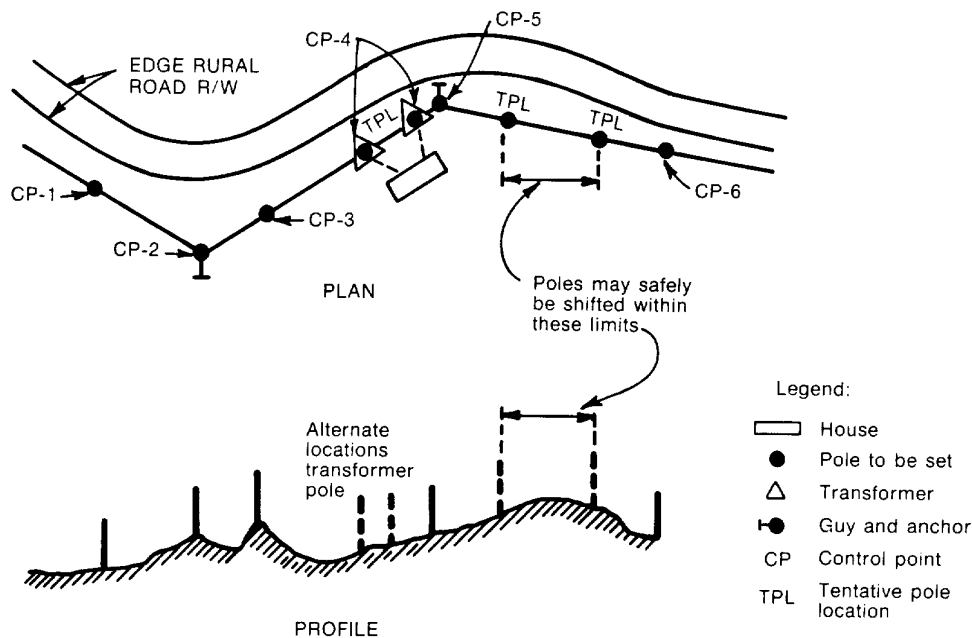 CP-5
CP-4
EDGE RURAL
ROAD R/W
TPL
TPL
TPL
CP-1
CP-3
CP-6
CP-2
PLAN
Poles may safely
be shifted within
these limits
Legend:
House
Pole to be set
Transformer
Guy and anchor
CP Control point
TPL Tentative pole
location
Alternate
locations
transformer
pole
PROFILE